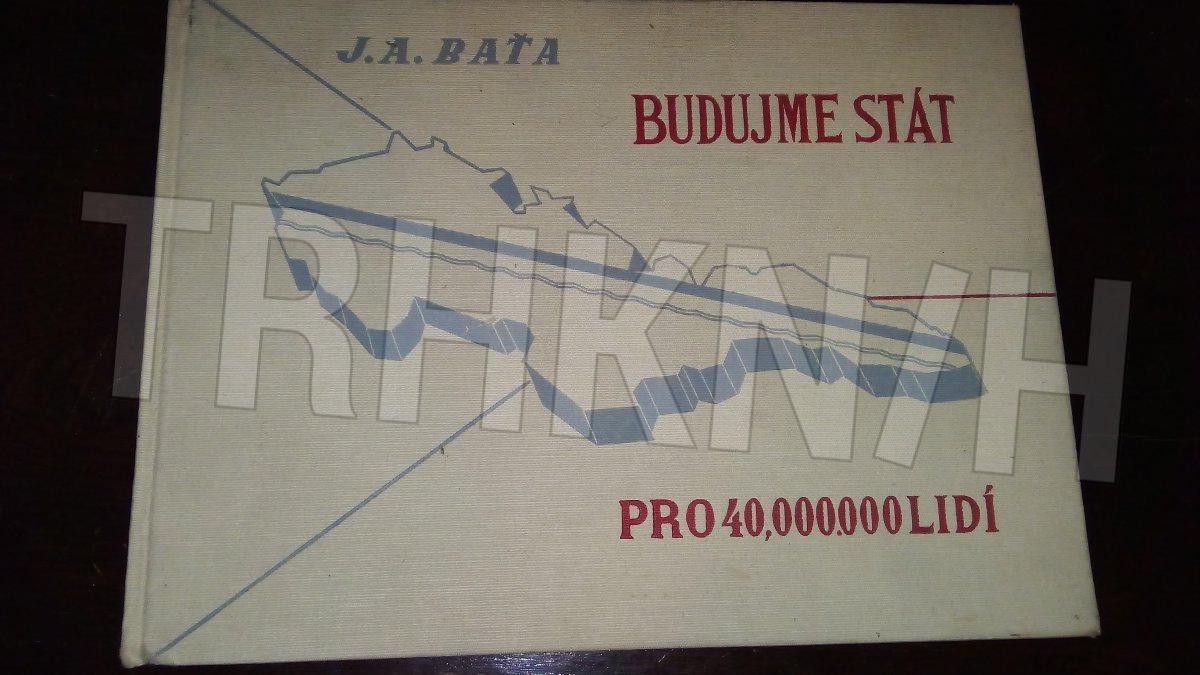 J.A. BAŤA
BUDUJME STÁT
TRHKNIH
PRO 40,000.000 LIDÍ